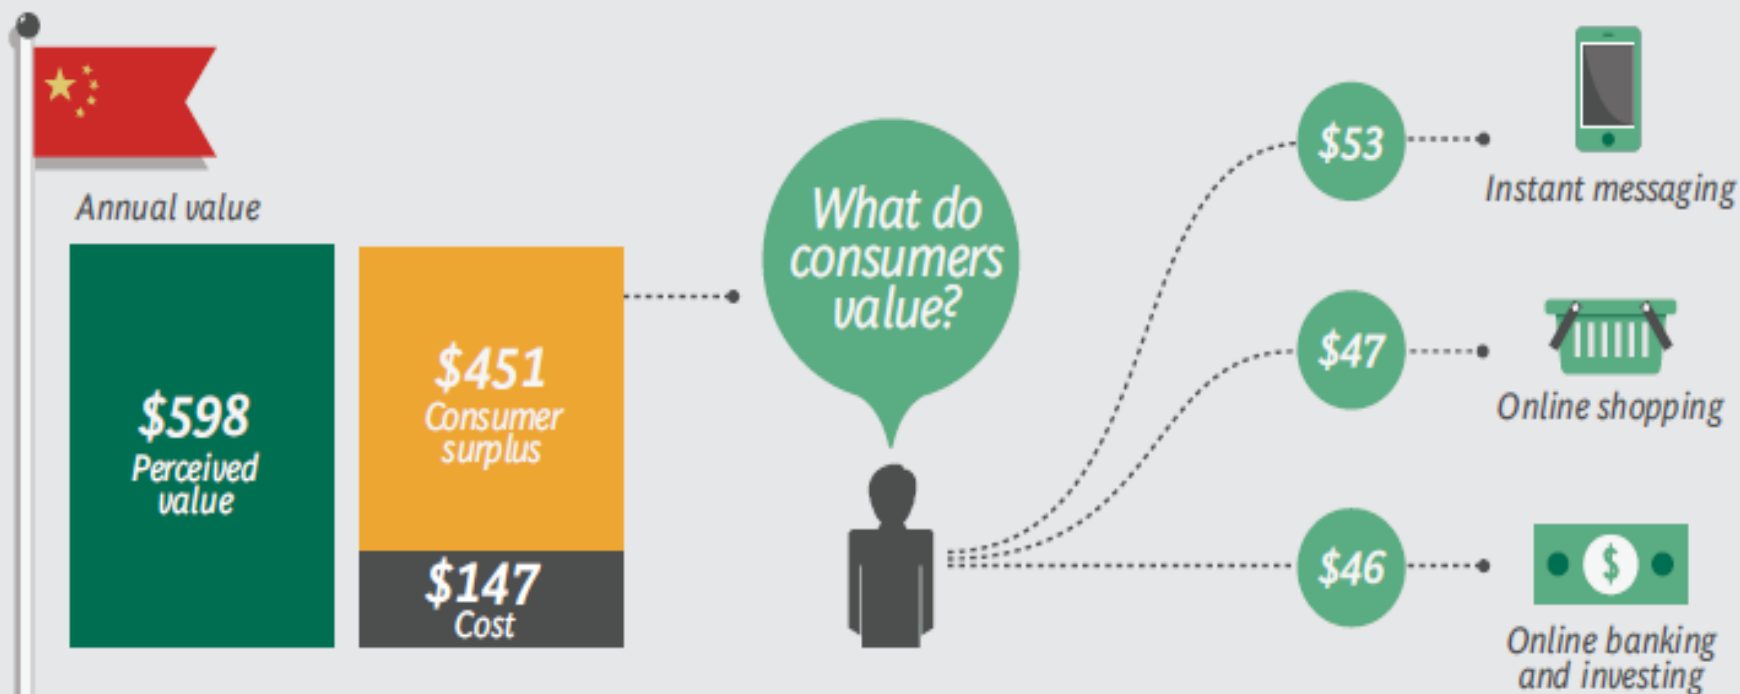 Annual value
$598
Perceived
value
$451
Consumer
surplus
$147
Cost
What do
consumers
value?
$53
Instant messaging
$47
Online shopping
$46
$
Online banking
and investing